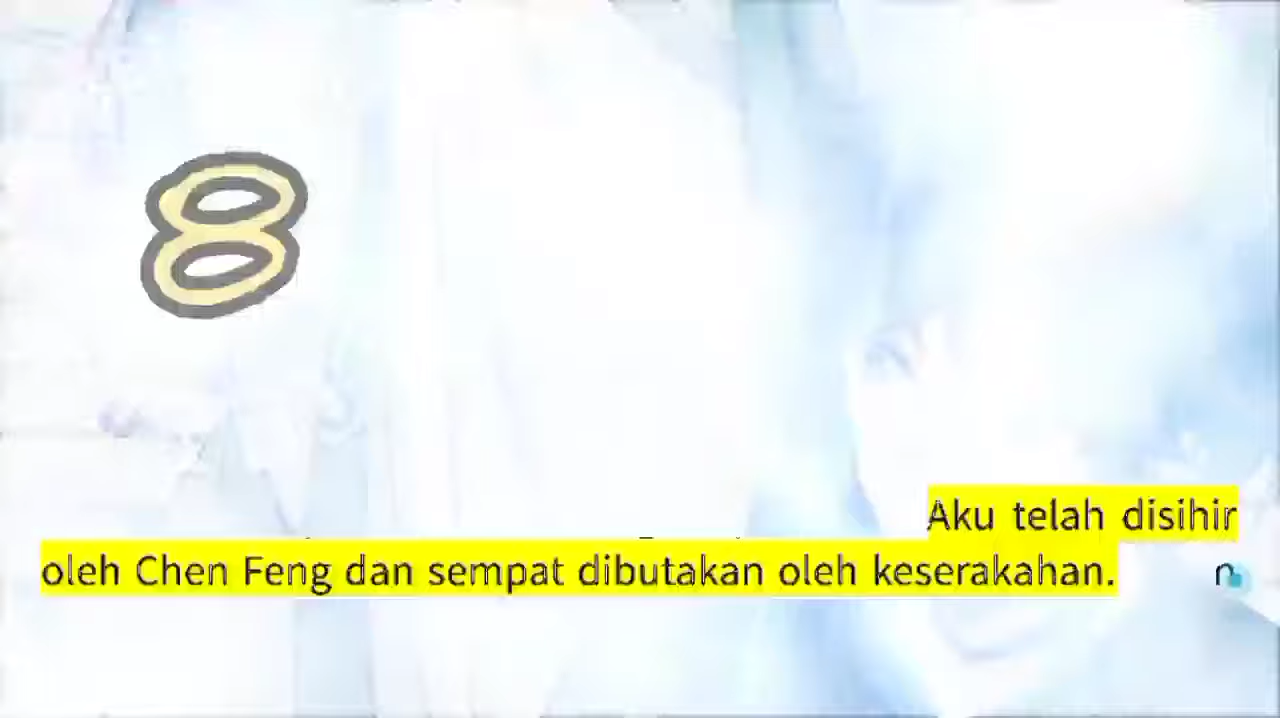 8
Aku telah disihir
oleh Chen Feng dan sempat dibutakan oleh keserakahan.